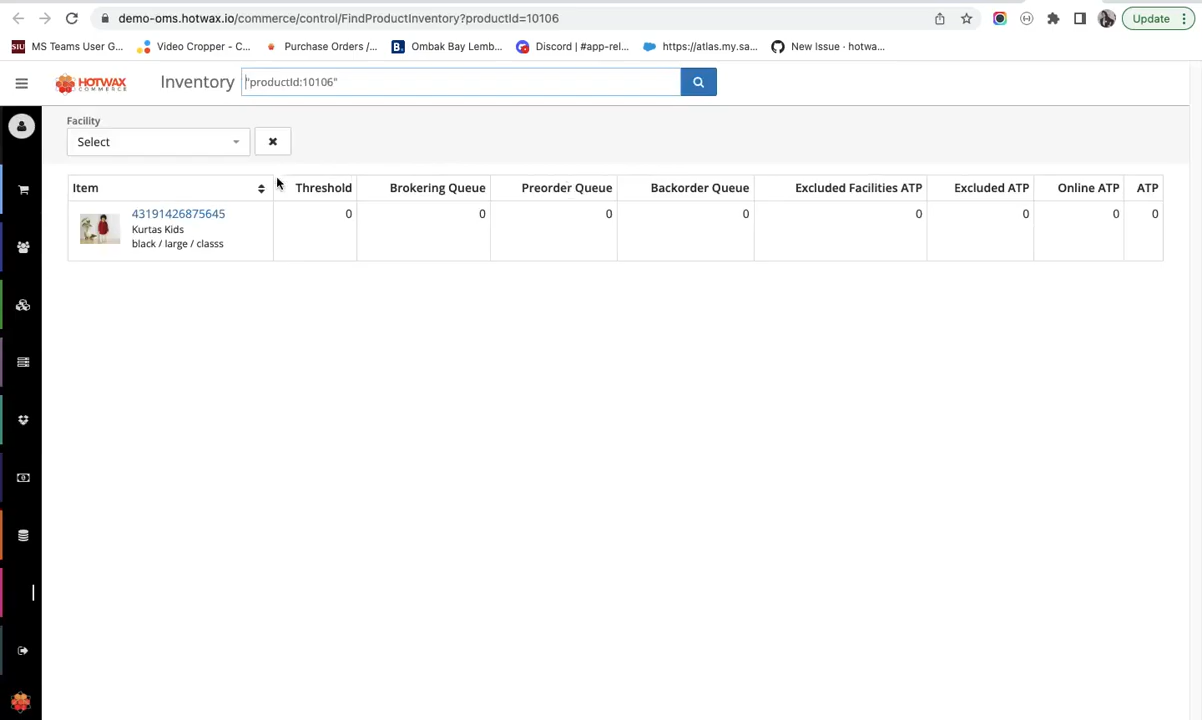 demo-oms.hotwax.io/commerce/control/FindProductInventory?productId=10106
Update
SIU MS Teams User G...
Video Cropper - C...
Purchase Orders /...
B. Ombak Bay Lemb...
Discord | #app-rel...
https://atlas.my.sa...
New Issue · hotwa...
HOTWAX
COMMERCE
Inventory
"productId:10106"
Facility
Select
Item Threshold Brokering Queue Preorder Queue Backorder Queue Excluded Facilities ATP Excluded ATP Online ATP ATP
43191426875645 0 0 0 0 0 0 0 0
Kurtas Kids
black / large / classs